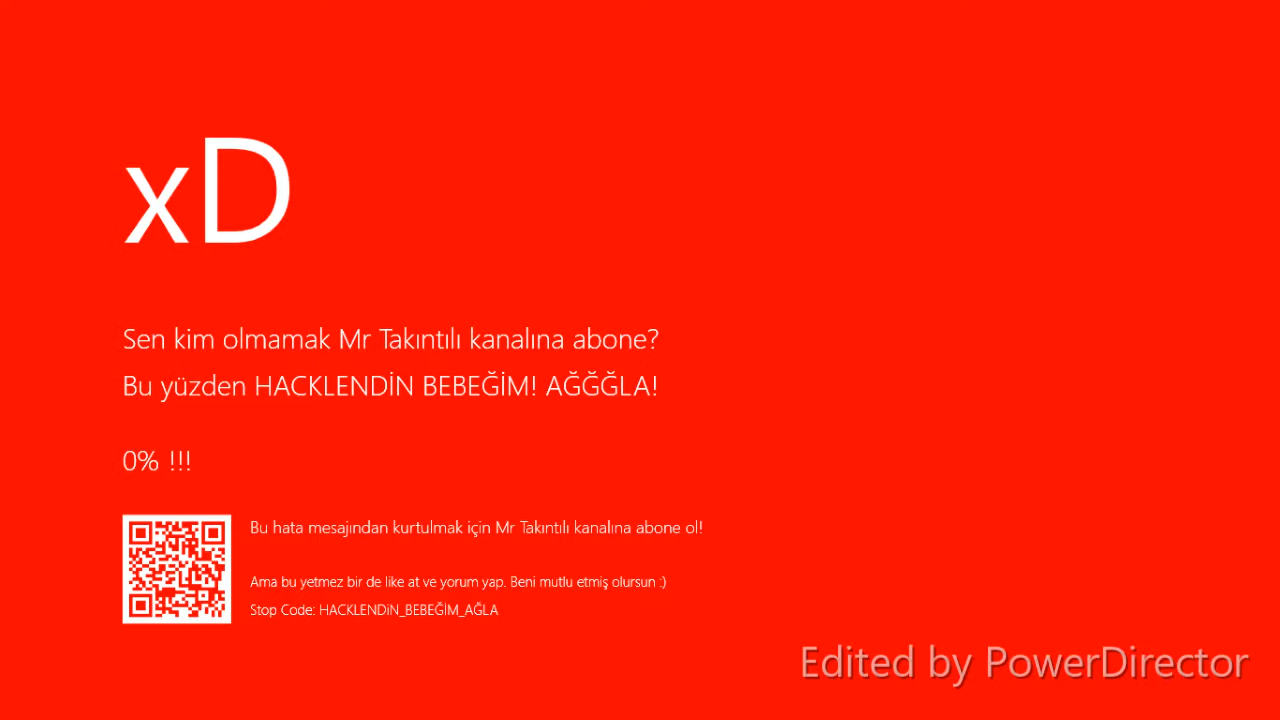 xD
Sen kim olmamak Mr Takıntılı kanalına abone?
Bu yüzden HACKLENDİN BEBEĞİM! AĞĞĞLA!
0% !!!
Bu hata mesajından kurtulmak için Mr Takıntılı kanalına abone ol!
Ama bu yetmez bir de like at ve yorum yap. Beni mutlu etmiş olursun :)
Stop Code: HACKLENDiN_BEBEĞİM_AĞLA
Edited by PowerDirector